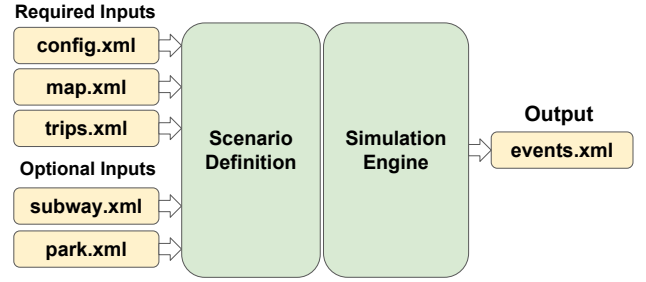 Required Inputs
config.xml
map.xml
trips.xml
Optional Inputs
subway.xml
park.xml
Scenario
Definition
Simulation
Engine
Output
events.xml